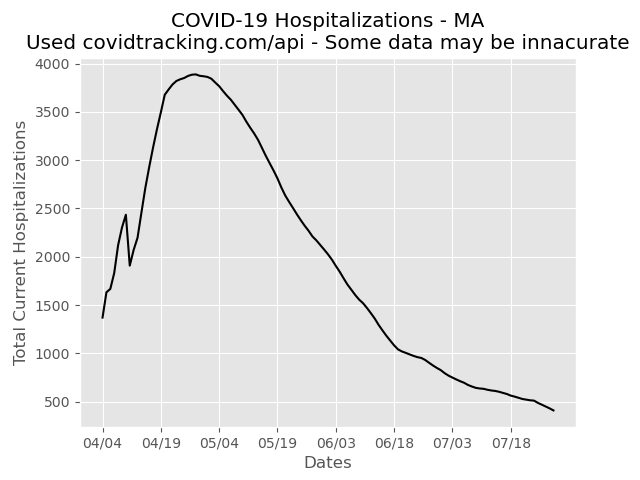 COVID-19 Hospitalizations - MA
Used covidtracking.com/api - Some data may be innacurate
4000
3500
3000
2500
2000
1500
1000
500
Total Current Hospitalizations
04/04 04/19 05/04 05/19 06/03 06/18 07/03 07/18
Dates